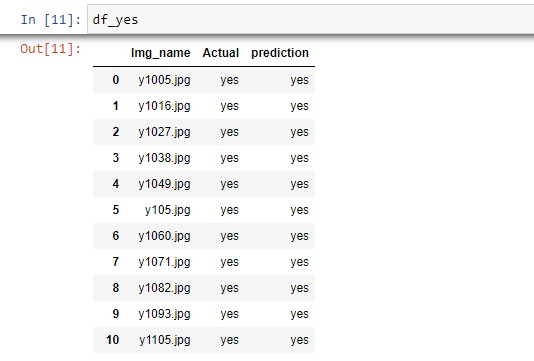 In [11]: df_yes
Out[11]:
Img_name Actual prediction
0 y1005.jpg yes yes
1 y1016.jpg yes yes
2 y1027.jpg yes yes
3 y1038.jpg yes yes
4 y1049.jpg yes yes
5 y105.jpg yes yes
6 y1060.jpg yes yes
7 y1071.jpg yes yes
8 y1082.jpg yes yes
9 y1093.jpg yes yes
10 y1105.jpg yes yes